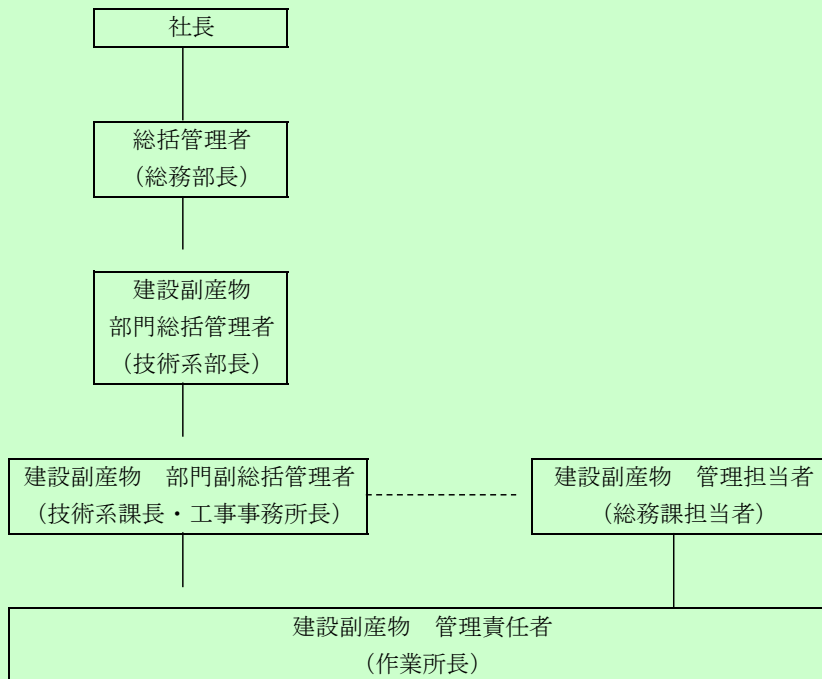 社長
総括管理者
（総務部長）
建設副産物
部門総括管理者
（技術系部長）
建設副産物　部門副総括管理者
（技術系課長・工事事務所長）
建設副産物　管理担当者
（総務課担当者）
建設副産物　管理責任者
（作業所長）